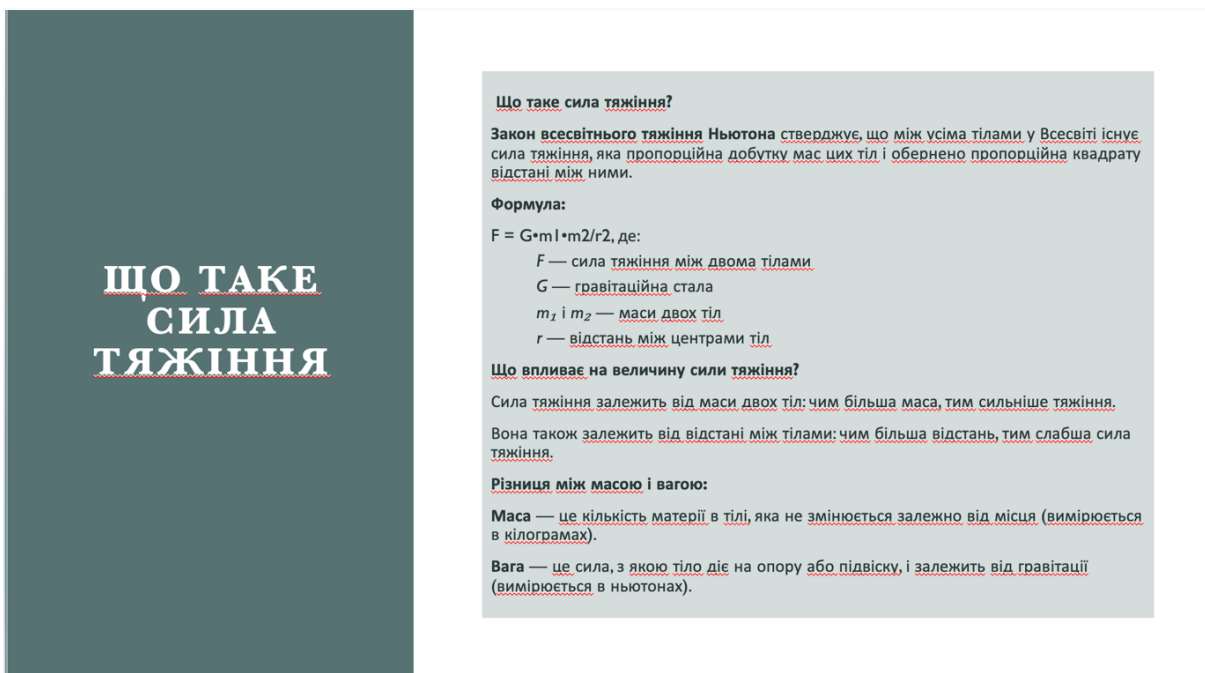 ЩО ТАКЕ
СИЛА
ТЯЖІННЯ
Що таке сила тяжіння?
Закон всесвітнього тяжіння Ньютона стверджує, що між усіма тілами у Всесвіті існує
сила тяжіння, яка пропорційна добутку мас цих тіл і обернено пропорційна квадрату
відстані між ними.
Формула:
F = G•m1•m2/r2, де:
F — сила тяжіння між двома тілами
G — гравітаційна стала
m₁ і m₂ — маси двох тіл
r — відстань між центрами тіл
Що впливає на величину сили тяжіння?
Сила тяжіння залежить від маси двох тіл: чим більша маса, тим сильніше тяжіння.
Вона також залежить від відстані між тілами: чим більша відстань, тим слабша сила
тяжіння.
Різниця між масою і вагою:
Маса — це кількість матерії в тілі, яка не змінюється залежно від місця (вимірюється
в кілограмах).
Вага — це сила, з якою тіло діє на опору або підвіску, і залежить від гравітації
(вимірюється в ньютонах).